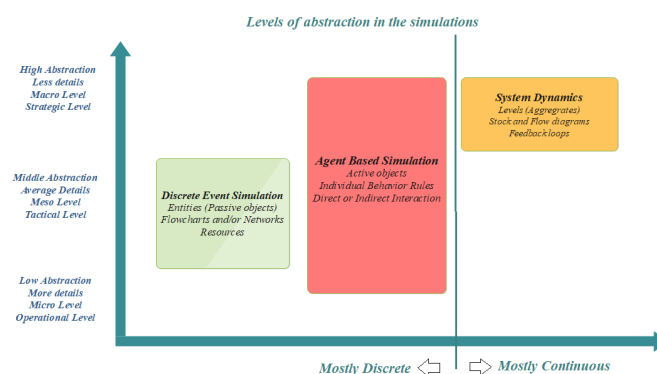 Levels of abstraction in the simulations
High Abstraction
Less details
Macro Level
Strategic Level
Middle Abstraction
Average Details
Meso Level
Tactical Level
Low Abstraction
More details
Micro Level
Operational Level
Discrete Event Simulation
Entities (Passive objects)
Flowcharts and/or Networks
Resources
Agent Based Simulation
Active objects
Individual Behavior Rules
Direct or Indirect Interaction
System Dynamics
Levels (Aggregrates)
Stock and Flow diagrams
Feedback loops
Mostly Discrete
Mostly Continuous